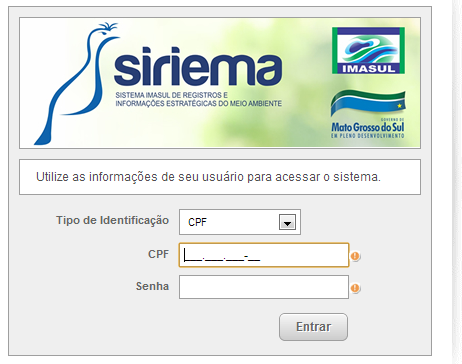 siriema
SISTEMA IMASUL DE REGISTROS E
INFORMAÇÕES ESTRATÉGICAS DO MEIO AMBIENTE
IMASUL
GOVERNO DE
Mato Grosso do Sul
EM PLENO DESENVOLVIMENTO
Utilize as informações de seu usuário para acessar o sistema.
Tipo de Identificação CPF
CPF ___.___.___-__
Senha
Entrar